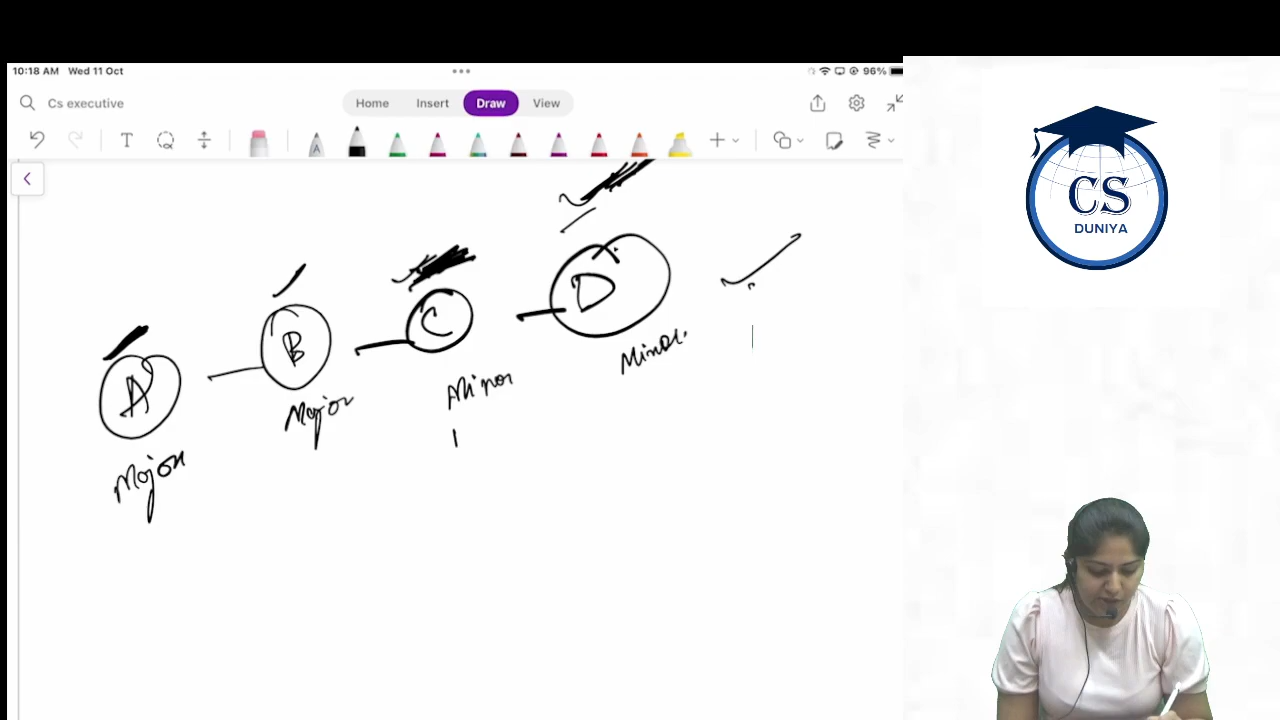 10:18 AM Wed 11 Oct
96%
Cs executive
Home Insert Draw View
T
A
CS
DUNIYA
A
B
C
D
Major
Major
Minor
Minor.